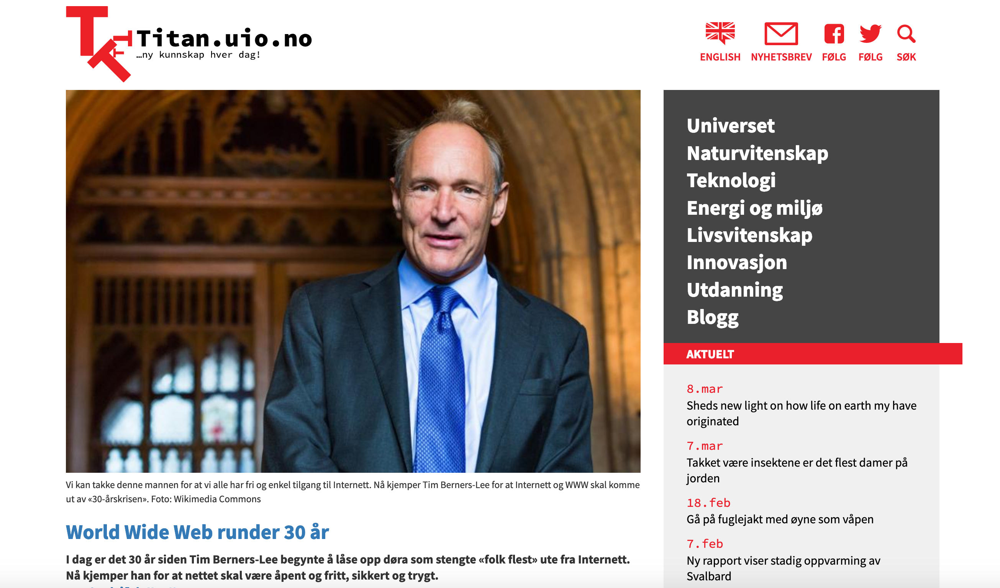 Titan.uio.no
…ny kunnskap hver dag!
ENGLISH
NYHETSBREV
FØLG
FØLG
SØK
Vi kan takke denne mannen for at vi alle har fri og enkel tilgang til Internett. Nå kjemper Tim Berners-Lee for at Internett og WWW skal komme
ut av «30-årskrisen». Foto: Wikimedia Commons
World Wide Web runder 30 år
I dag er det 30 år siden Tim Berners-Lee begynte å låse opp døra som stengte «folk flest» ute fra Internett.
Nå kjemper han for at nettet skal være åpent og fritt, sikkert og trygt.
Universet
Naturvitenskap
Teknologi
Energi og miljø
Livsvitenskap
Innovasjon
Utdanning
Blogg
AKTUELT
8.mar
Sheds new light on how life on earth my have
originated
7.mar
Takket være insektene er det flest damer på
jorden
18.feb
Gå på fuglejakt med øyne som våpen
7.feb
Ny rapport viser stadig oppvarming av
Svalbard